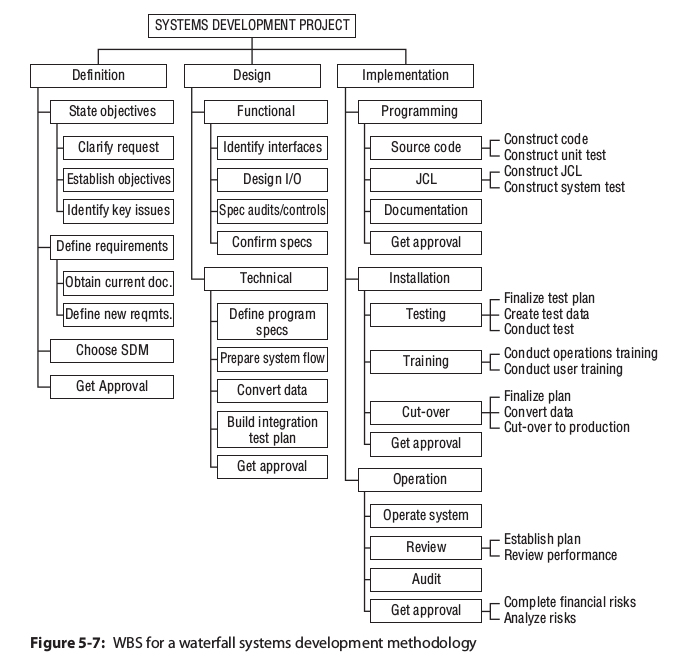 SYSTEMS DEVELOPMENT PROJECT
Definition
State objectives
Clarify request
Establish objectives
Identify key issues
Define requirements
Obtain current doc.
Define new reqmts.
Choose SDM
Get Approval
Design
Functional
Identify interfaces
Design I/O
Spec audits/controls
Confirm specs
Technical
Define program
specs
Prepare system flow
Convert data
Build integration
test plan
Get approval
Implementation
Programming
Source code
Construct code
Construct unit test
JCL
Construct JCL
Construct system test
Documentation
Get approval
Installation
Testing
Finalize test plan
Create test data
Conduct test
Training
Conduct operations training
Conduct user training
Cut-over
Finalize plan
Convert data
Cut-over to production
Get approval
Operation
Operate system
Review
Establish plan
Review performance
Audit
Get approval
Complete financial risks
Analyze risks
Figure 5-7: WBS for a waterfall systems development methodology